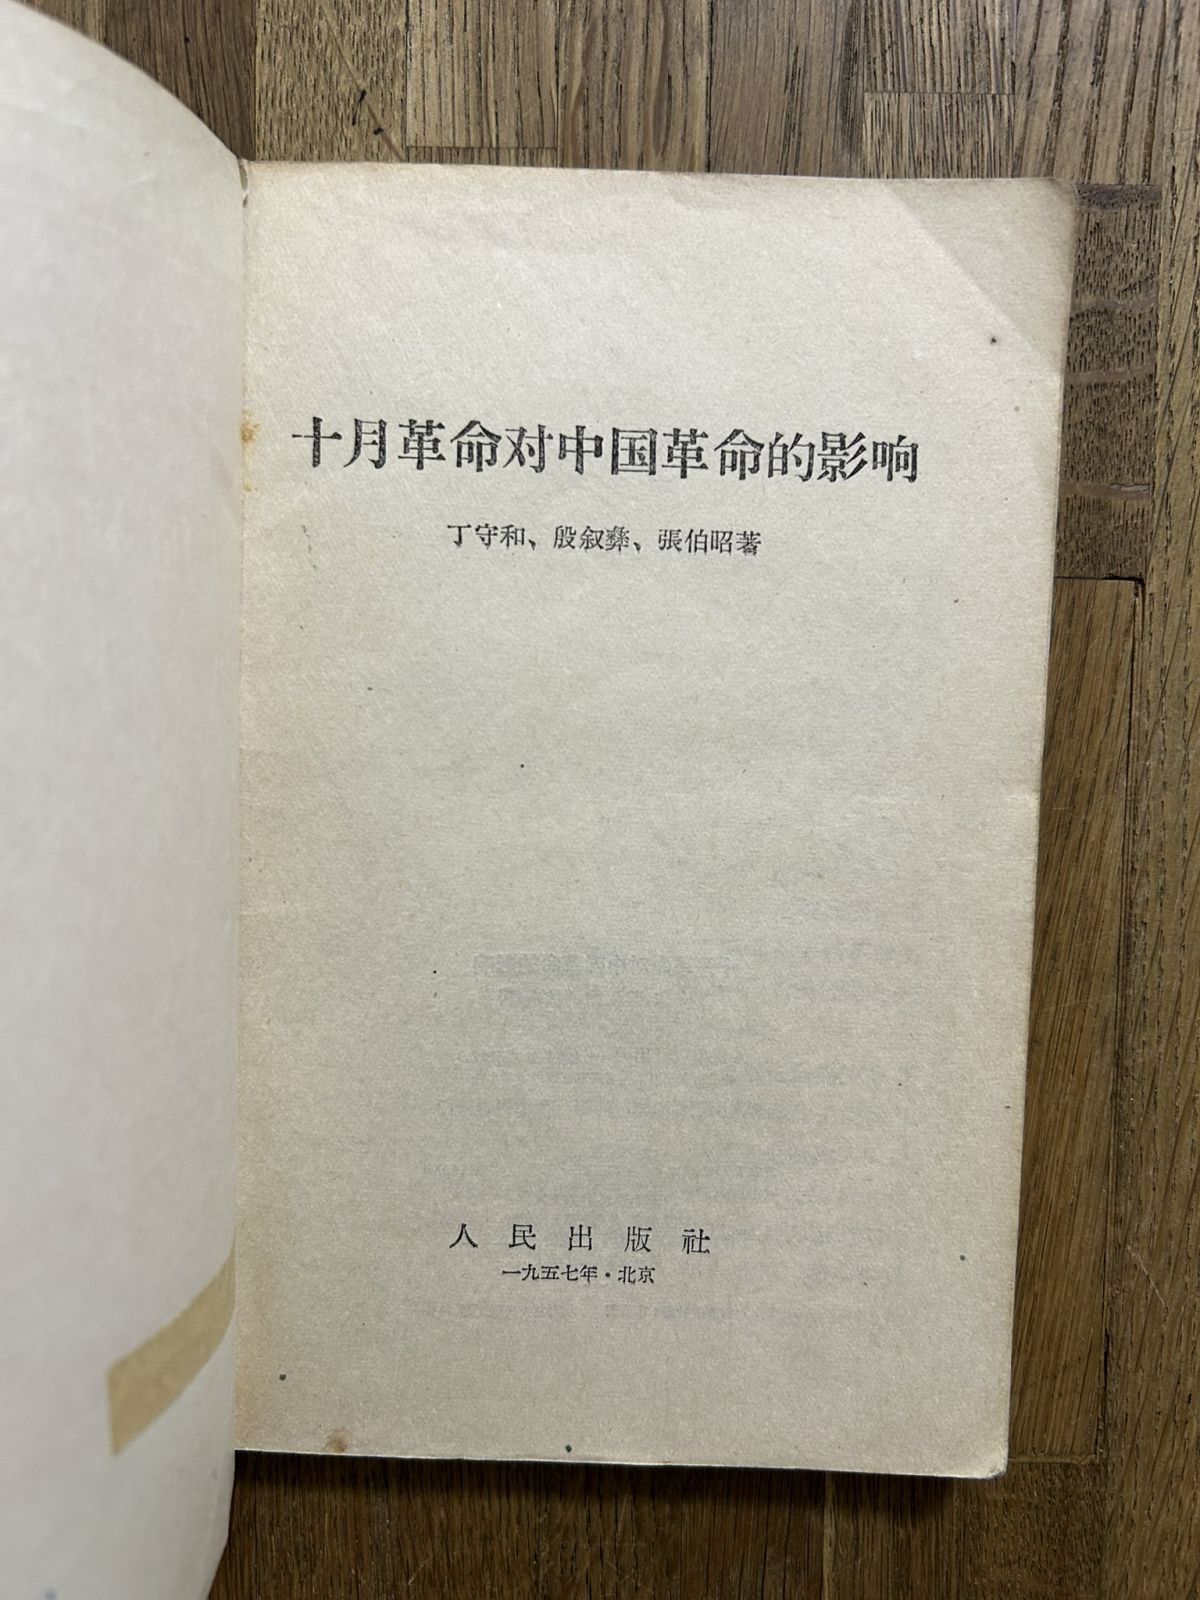 十月革命对中国革命的影响
丁守和、殷叙彝、張伯昭著
人民出版社
一九五七年·北京